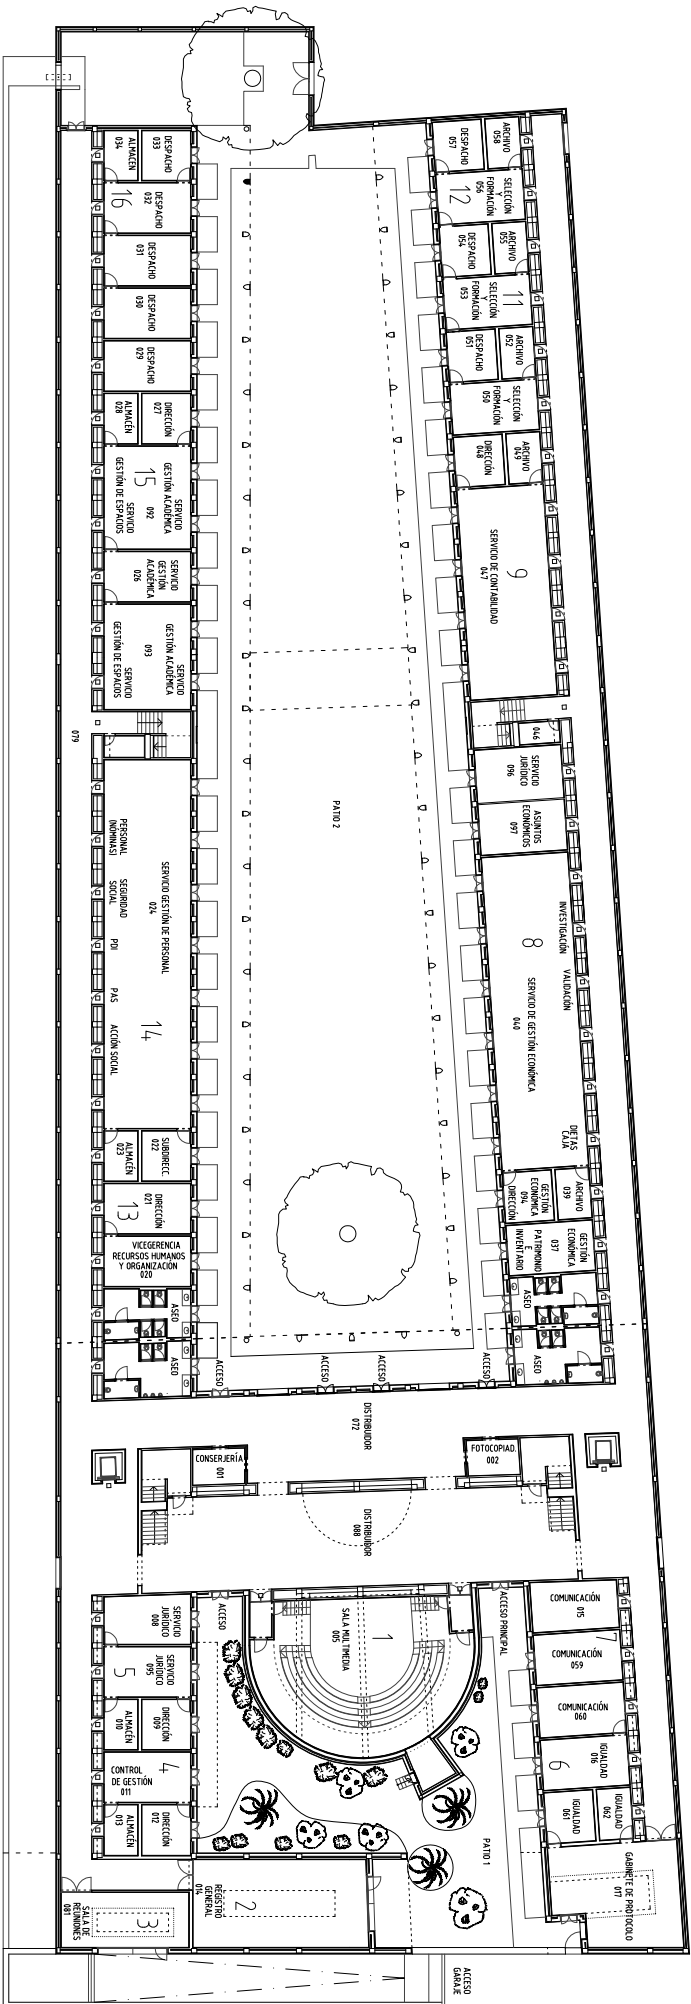 DESPACHO
033
ALMACÉN
034
DESPACHO
032
16
DESPACHO
031
DESPACHO
030
DESPACHO
029
DIRECCIÓN
027
ALMACÉN
028
SERVICIO
GESTIÓN ACADÉMICA
092
15
SERVICIO
GESTIÓN DE ESPACIOS
SERVICIO
GESTIÓN
ACADÉMICA
026
SERVICIO
GESTIÓN ACADÉMICA
093
SERVICIO
GESTIÓN DE ESPACIOS
079
SERVICIO GESTIÓN DE PERSONAL
024
14
PERSONAL
(NÓMINAS)
SEGURIDAD
SOCIAL
PDI
PAS
ACCIÓN SOCIAL
SUBDIRECC.
022
ALMACÉN
023
DIRECCIÓN
021
13
VICEGERENCIA
RECURSOS HUMANOS
Y ORGANIZACIÓN
020
ASEO
ASEO
ARCHIVO
058
DESPACHO
057
SELECCIÓN
Y
FORMACIÓN
056
12
ARCHIVO
055
DESPACHO
054
SELECCIÓN
Y
FORMACIÓN
053
11
ARCHIVO
052
DESPACHO
051
SELECCIÓN
Y
FORMACIÓN
050
ARCHIVO
049
DIRECCIÓN
048
9
SERVICIO DE CONTABILIDAD
047
046
SERVICIO
JURÍDICO
096
ASUNTOS
ECONÓMICOS
097
INVESTIGACIÓN
VALIDACIÓN
8
SERVICIO DE GESTIÓN ECONÓMICA
040
DIETAS
CAJA
ARCHIVO
039
GESTIÓN
ECONÓMICA
094
DIRECCIÓN
GESTIÓN
ECONÓMICA
037
PATRIMONIO
E
INVENTARIO
ASEO
ASEO
PATIO 2
ACCESO
ACCESO
ACCESO
ACCESO
DISTRIBUIDOR
072
CONSERJERÍA
001
FOTOCOPIAD.
002
DISTRIBUIDOR
088
ACCESO
ACCESO PRINCIPAL
1
SALA MULTIMEDIA
005
SERVICIO
JURÍDICO
008
SERVICIO
JURÍDICO
095
5
DIRECCIÓN
009
ALMACÉN
010
4
CONTROL
DE GESTIÓN
011
DIRECCIÓN
012
ALMACÉN
013
COMUNICACIÓN
015
7
COMUNICACIÓN
059
COMUNICACIÓN
060
IGUALDAD
016
6
IGUALDAD
062
IGUALDAD
061
GABINETE DE PROTOCOLO
017
PATIO 1
2
REGISTRO
GENERAL
014
3
SALA DE
REUNIONES
081
ACCESO
GARAJE